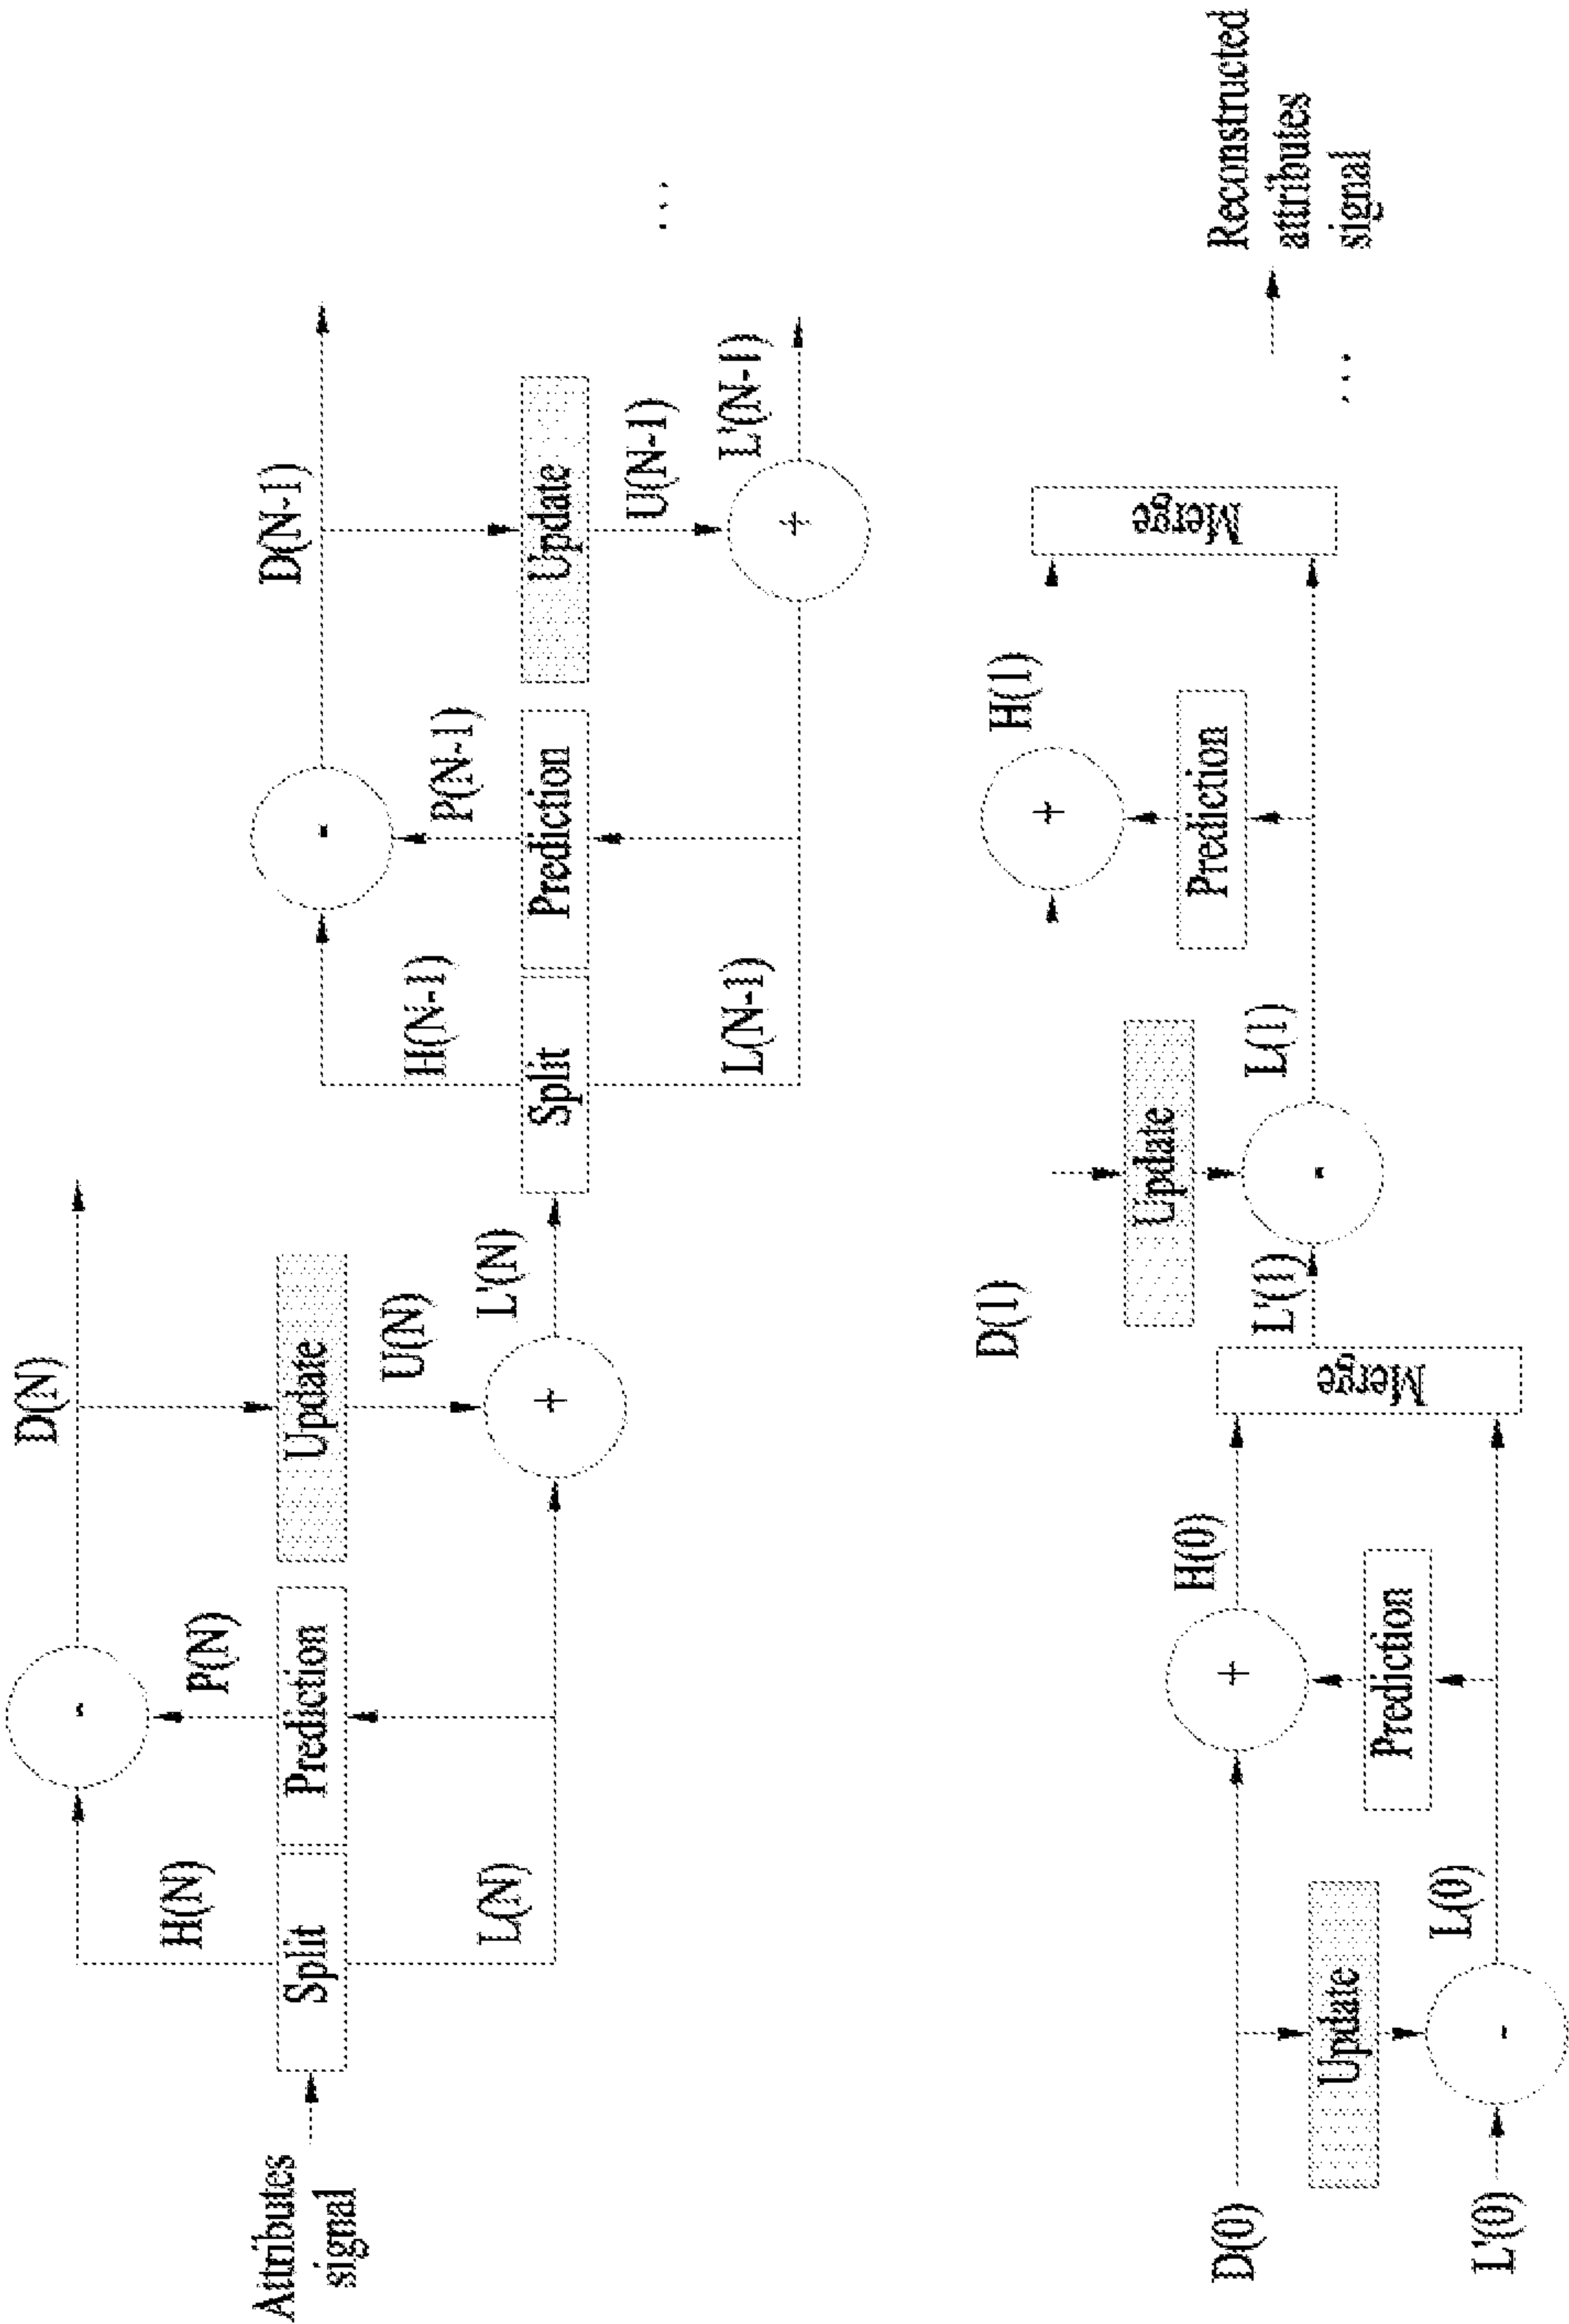 Attributes
signal
Split
H(N)
L(N)
Prediction
P(N)
-
D(N)
Update
U(N)
+
L'(N)
Split
H(N-1)
L(N-1)
Prediction
P(N-1)
-
D(N-1)
Update
U(N-1)
+
L'(N-1)
...
D(0)
L'(0)
Update
-
L(0)
Prediction
+
H(0)
Merge
L'(1)
D(1)
Update
-
L(1)
Prediction
+
H(1)
Merge
...
Reconstructed
attributes
signal